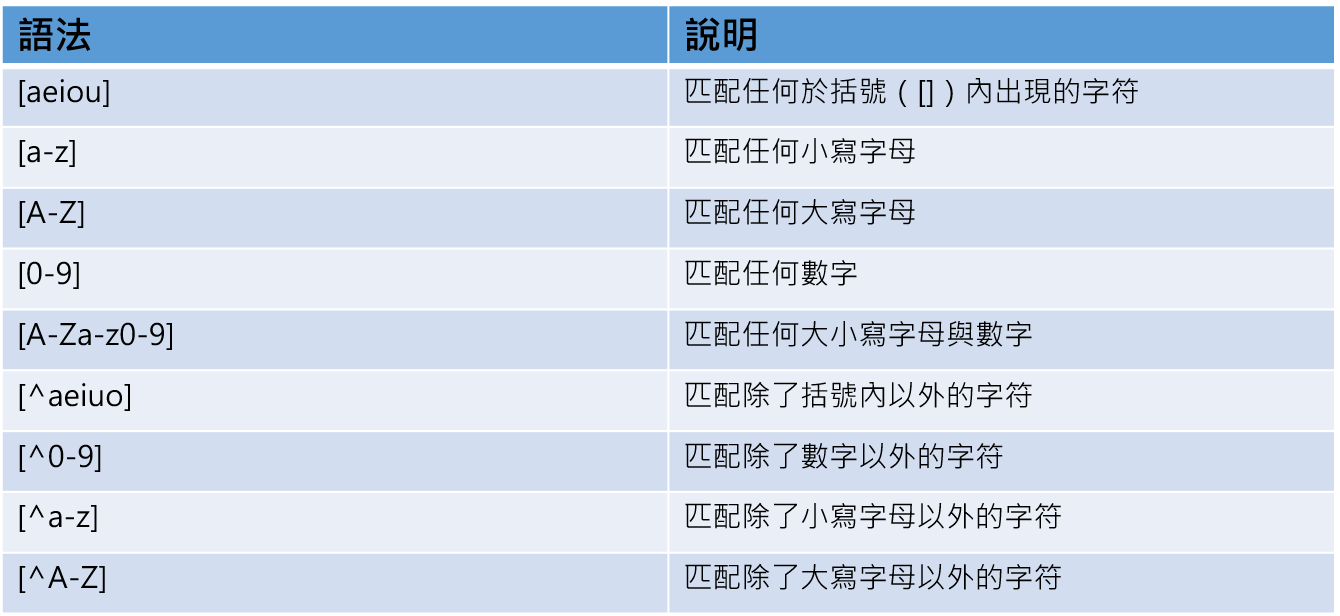 語法 說明
[aeiou] 匹配任何於括號（[]）內出現的字符
[a-z] 匹配任何小寫字母
[A-Z] 匹配任何大寫字母
[0-9] 匹配任何數字
[A-Za-z0-9] 匹配任何大小寫字母與數字
[^aeiuo] 匹配除了括號內以外的字符
[^0-9] 匹配除了數字以外的字符
[^a-z] 匹配除了小寫字母以外的字符
[^A-Z] 匹配除了大寫字母以外的字符